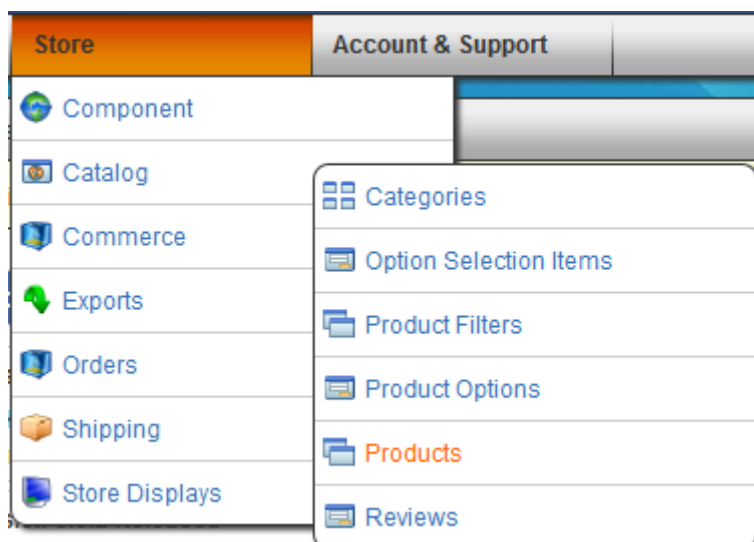 Store
Account & Support
Component
Catalog
Commerce
Exports
Orders
Shipping
Store Displays
Categories
Option Selection Items
Product Filters
Product Options
Products
Reviews